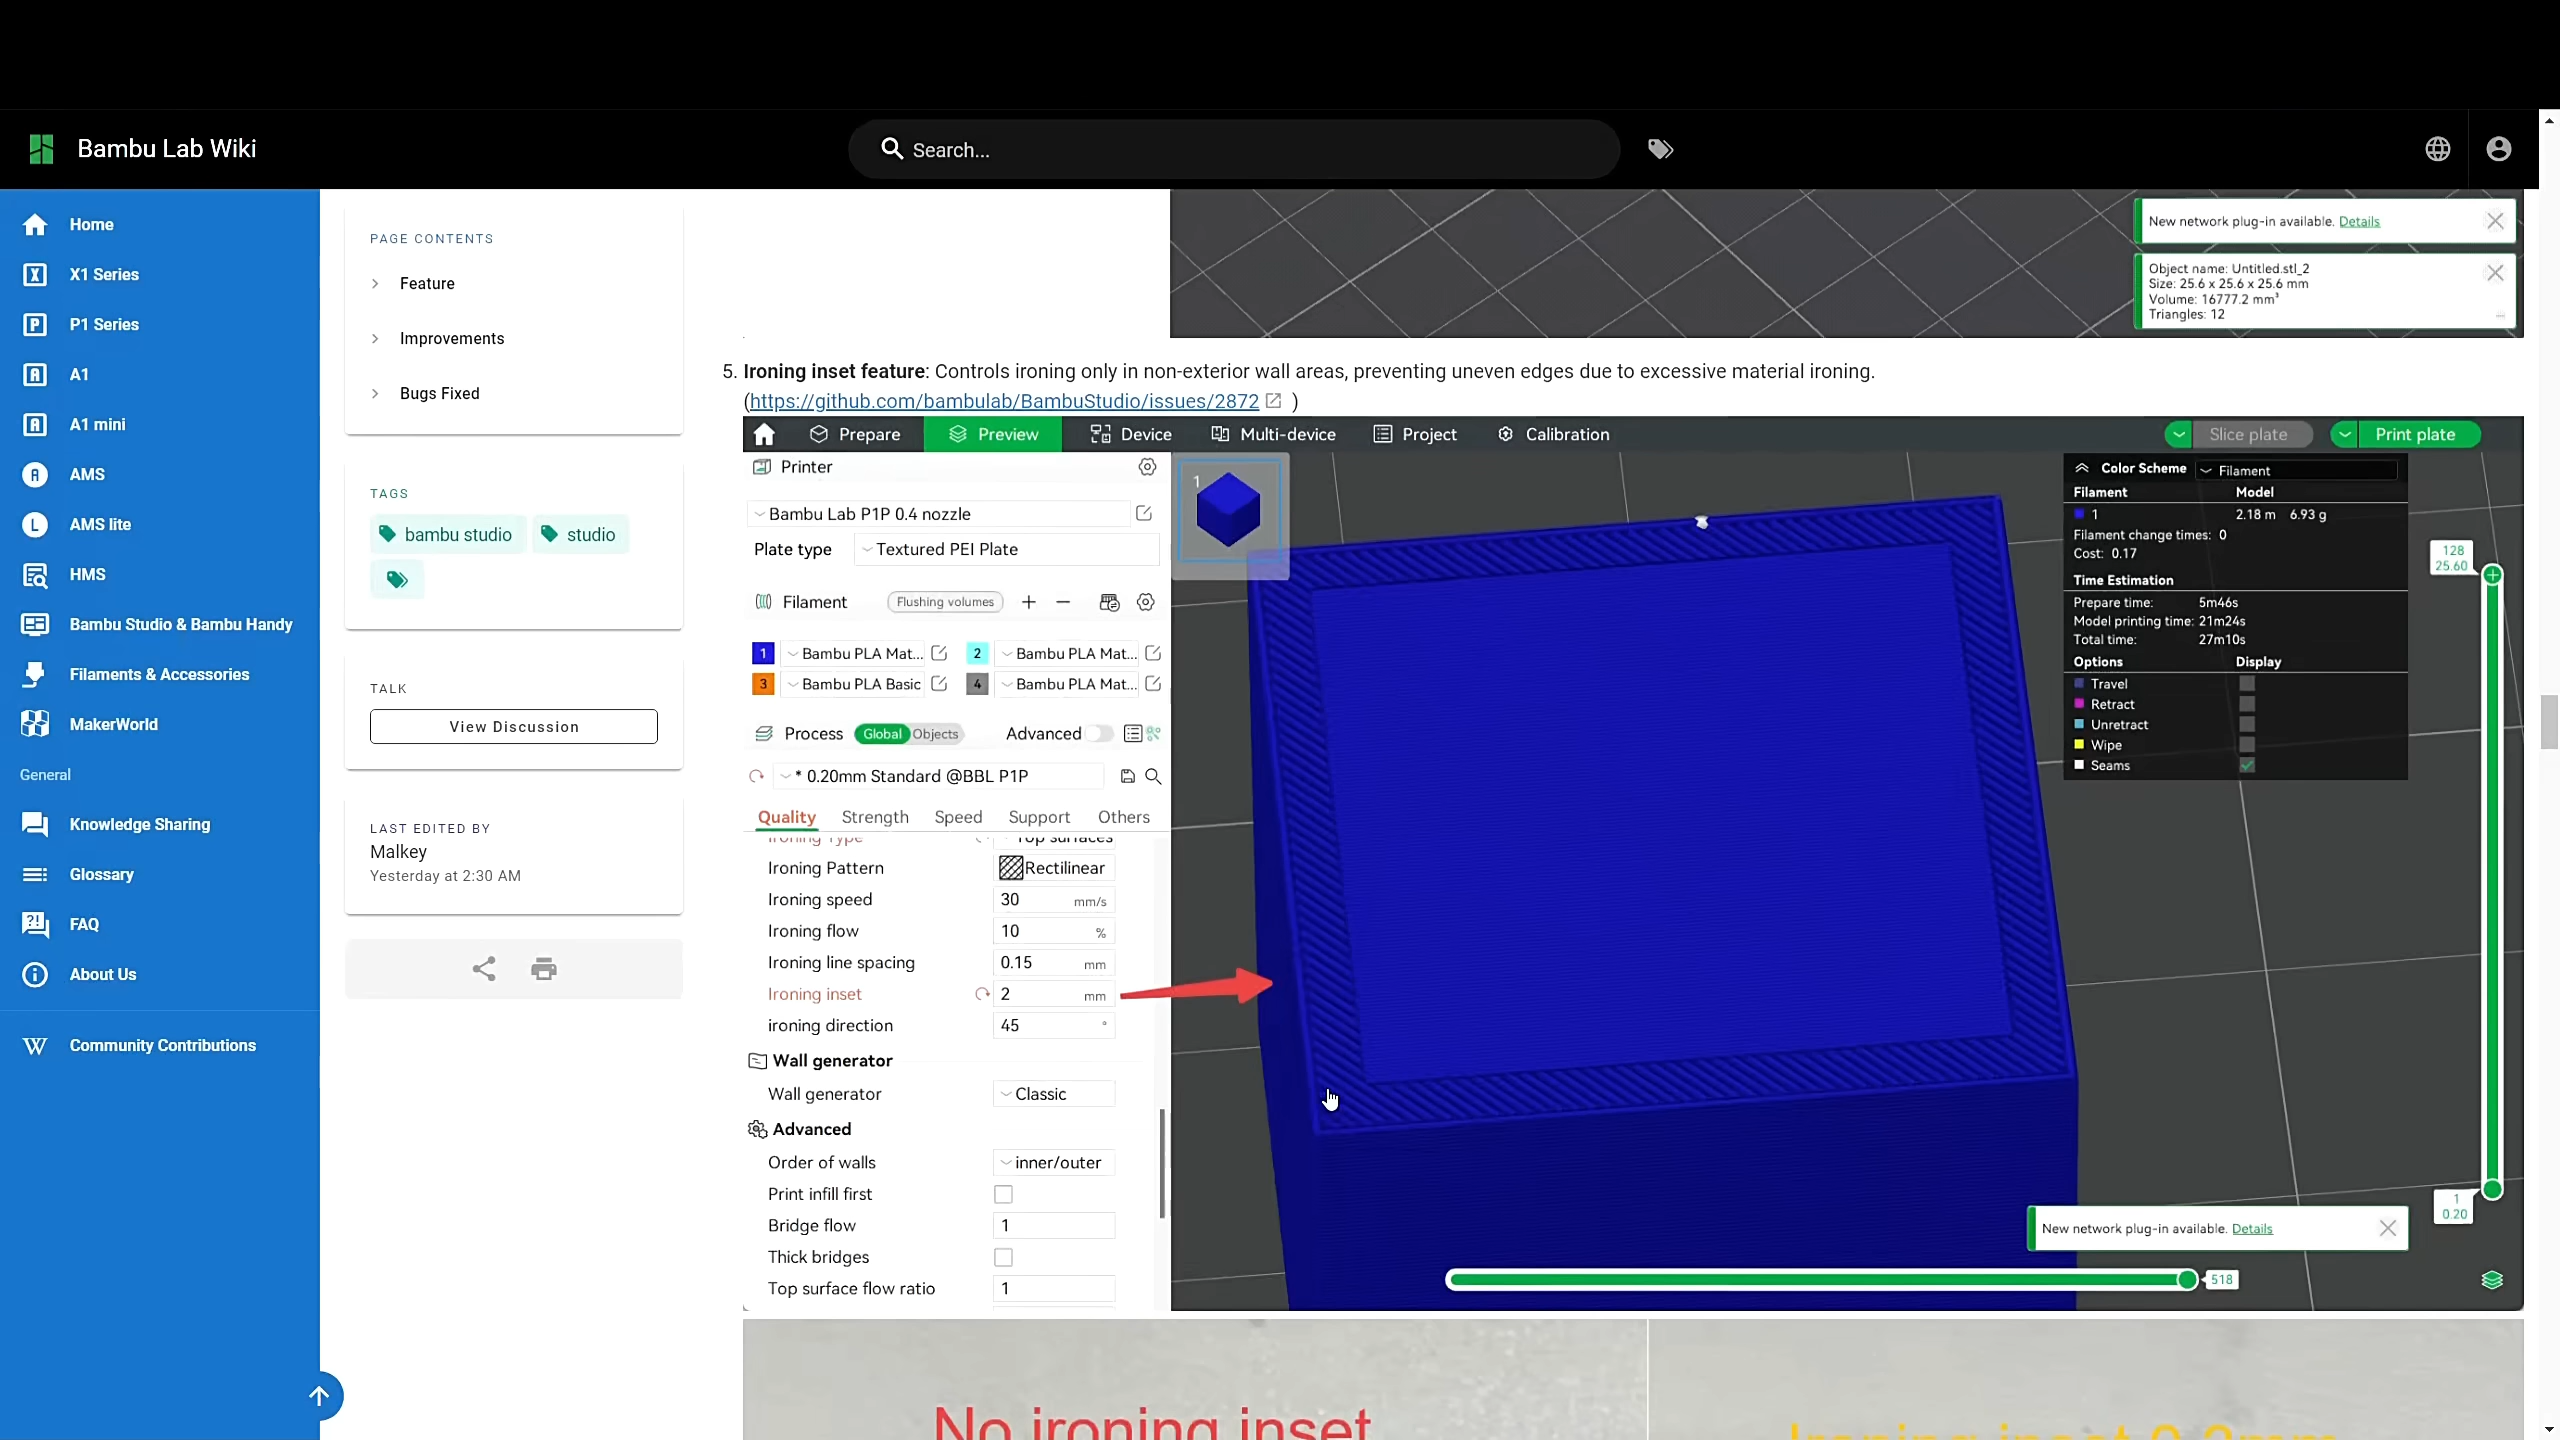 Bambu Lab Wiki
Search...
Home
X1 Series
P1 Series
A1
A1 mini
AMS
AMS lite
HMS
Bambu Studio & Bambu Handy
Filaments & Accessories
MakerWorld
General
Knowledge Sharing
Glossary
FAQ
About Us
Community Contributions
PAGE CONTENTS
Feature
Improvements
Bugs Fixed
TAGS
bambu studio
studio
TALK
View Discussion
LAST EDITED BY
Malkey
Yesterday at 2:30 AM
New network plug-in available. Details
Object name: Untitled.stl_2
Size: 25.6 x 25.6 x 25.6 mm
Volume: 16777.2 mm³
Triangles: 12
5. Ironing inset feature: Controls ironing only in non-exterior wall areas, preventing uneven edges due to excessive material ironing.
(https://github.com/bambulab/BambuStudio/issues/2872 )
Prepare
Preview
Device
Multi-device
Project
Calibration
Slice plate
Print plate
Printer
Bambu Lab P1P 0.4 nozzle
Plate type
Textured PEI Plate
Filament
Flushing volumes
1 Bambu PLA Mat...
2 Bambu PLA Mat...
3 Bambu PLA Basic
4 Bambu PLA Mat...
Process
Global
Objects
Advanced
* 0.20mm Standard @BBL P1P
Quality
Strength
Speed
Support
Others
Ironing Type Top surfaces
Ironing Pattern Rectilinear
Ironing speed 30 mm/s
Ironing flow 10 %
Ironing line spacing 0.15 mm
Ironing inset 2 mm
ironing direction 45 °
Wall generator
Wall generator Classic
Advanced
Order of walls inner/outer
Print infill first
Bridge flow 1
Thick bridges
Top surface flow ratio 1
1
Color Scheme Filament
Filament Model
1 2.18 m 6.93 g
Filament change times: 0
Cost: 0.17
Time Estimation
Prepare time: 5m46s
Model printing time: 21m24s
Total time: 27m10s
Options Display
Travel
Retract
Unretract
Wipe
Seams
128
25.60
1
0.20
New network plug-in available. Details
518
No ironing inset
Ironing inset 0.2mm